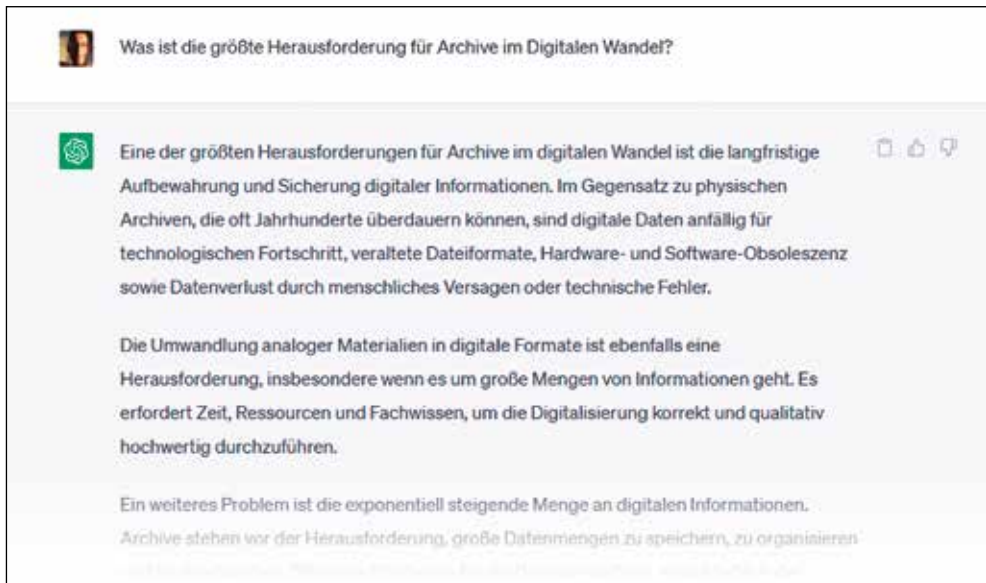 Was ist die größte Herausforderung für Archive im Digitalen Wandel?
Eine der größten Herausforderungen für Archive im digitalen Wandel ist die langfristige
Aufbewahrung und Sicherung digitaler Informationen. Im Gegensatz zu physischen
Archiven, die oft Jahrhunderte überdauern können, sind digitale Daten anfällig für
technologischen Fortschritt, veraltete Dateiformate, Hardware- und Software-Obsoleszenz
sowie Datenverlust durch menschliches Versagen oder technische Fehler.
Die Umwandlung analoger Materialien in digitale Formate ist ebenfalls eine
Herausforderung, insbesondere wenn es um große Mengen von Informationen geht. Es
erfordert Zeit, Ressourcen und Fachwissen, um die Digitalisierung korrekt und qualitativ
hochwertig durchzuführen.
Ein weiteres Problem ist die exponentiell steigende Menge an digitalen Informationen.
Archive stehen vor der Herausforderung, große Datenmengen zu speichern, zu organisieren